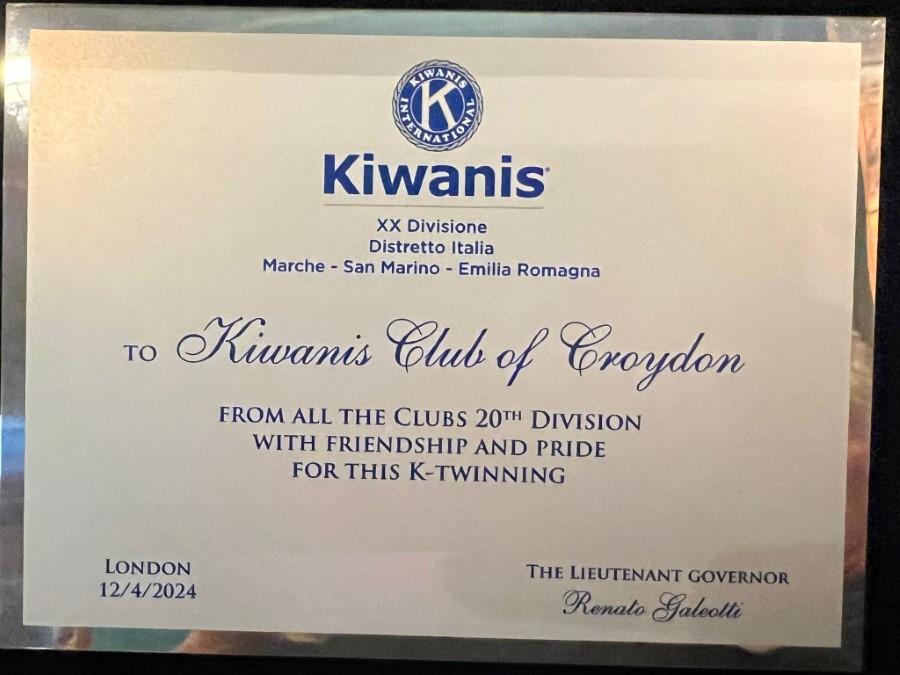 KIWANIS
INTERNATIONAL
K
Kiwanis
XX Divisione
Distretto Italia
Marche - San Marino - Emilia Romagna
TO Kiwanis Club of Croydon
FROM ALL THE CLUBS 20TH DIVISION
WITH FRIENDSHIP AND PRIDE
FOR THIS K-TWINNING
LONDON
12/4/2024
THE LIEUTENANT GOVERNOR
Renato Galeotti